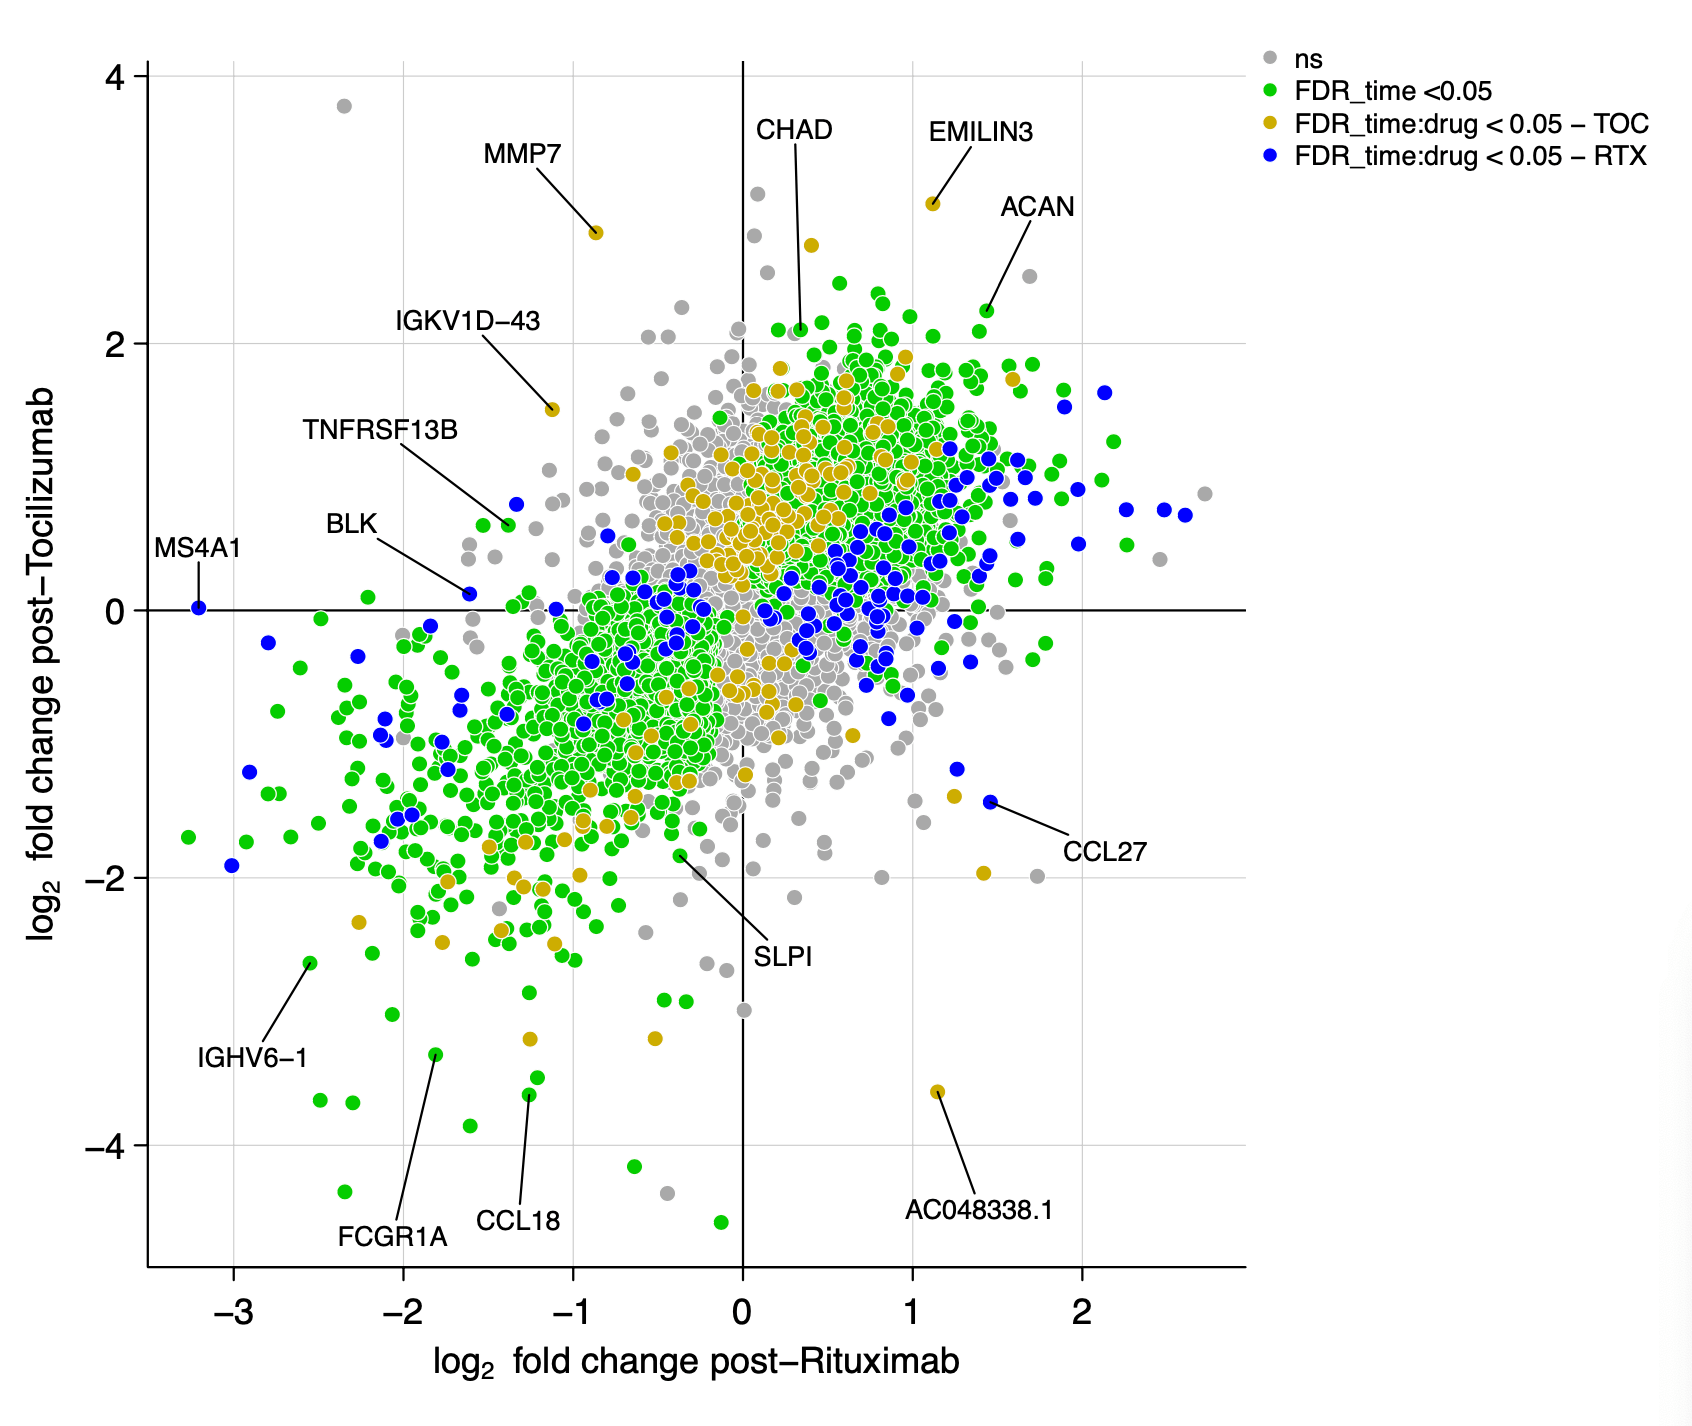 ns
FDR_time <0.05
FDR_time:drug < 0.05 – TOC
FDR_time:drug < 0.05 – RTX
4
2
0
−2
−4
log2 fold change post−Tocilizumab
MMP7
CHAD
EMILIN3
ACAN
IGKV1D−43
TNFRSF13B
BLK
MS4A1
CCL27
SLPI
IGHV6−1
AC048338.1
CCL18
FCGR1A
−3
−2
−1
0
1
2
log2 fold change post−Rituximab